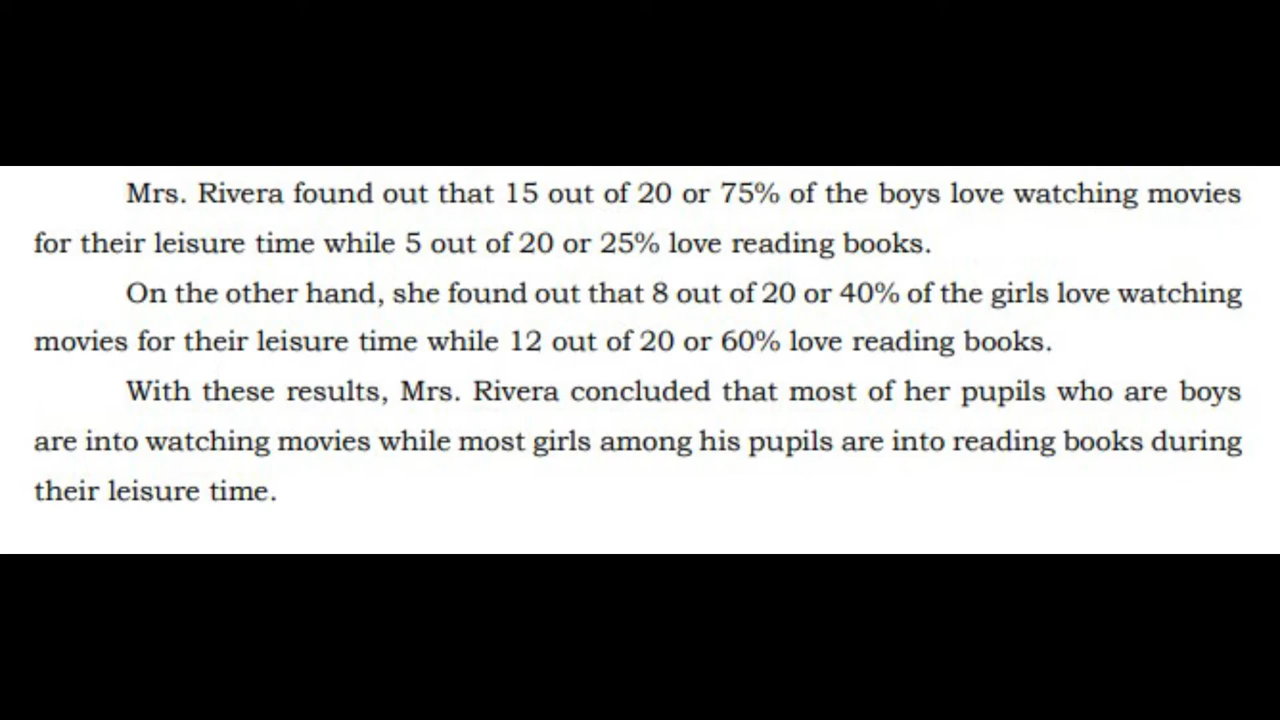 Mrs. Rivera found out that 15 out of 20 or 75% of the boys love watching movies
for their leisure time while 5 out of 20 or 25% love reading books.
On the other hand, she found out that 8 out of 20 or 40% of the girls love watching
movies for their leisure time while 12 out of 20 or 60% love reading books.
With these results, Mrs. Rivera concluded that most of her pupils who are boys
are into watching movies while most girls among his pupils are into reading books during
their leisure time.